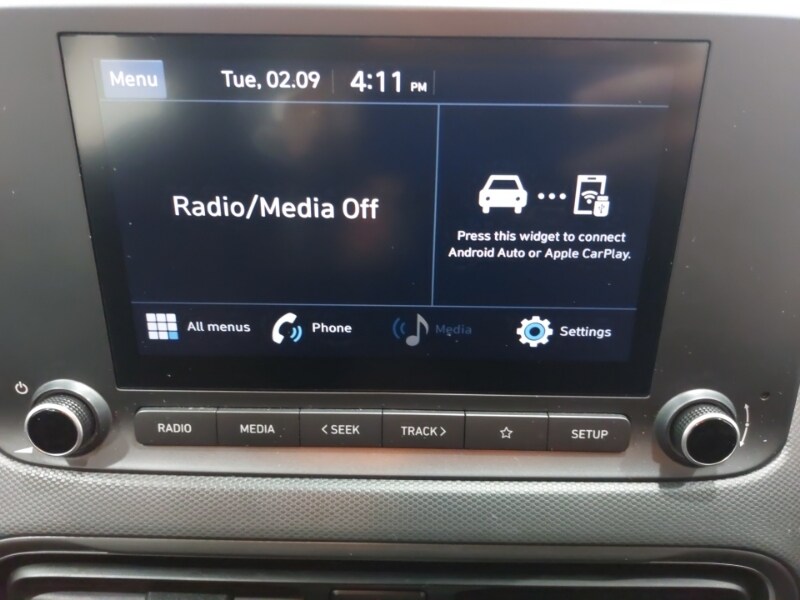 Menu
Tue, 02.09
4:11 PM
Radio/Media Off
Press this widget to connect
Android Auto or Apple CarPlay.
All menus
Phone
Media
Settings
RADIO
MEDIA
< SEEK
TRACK >
SETUP